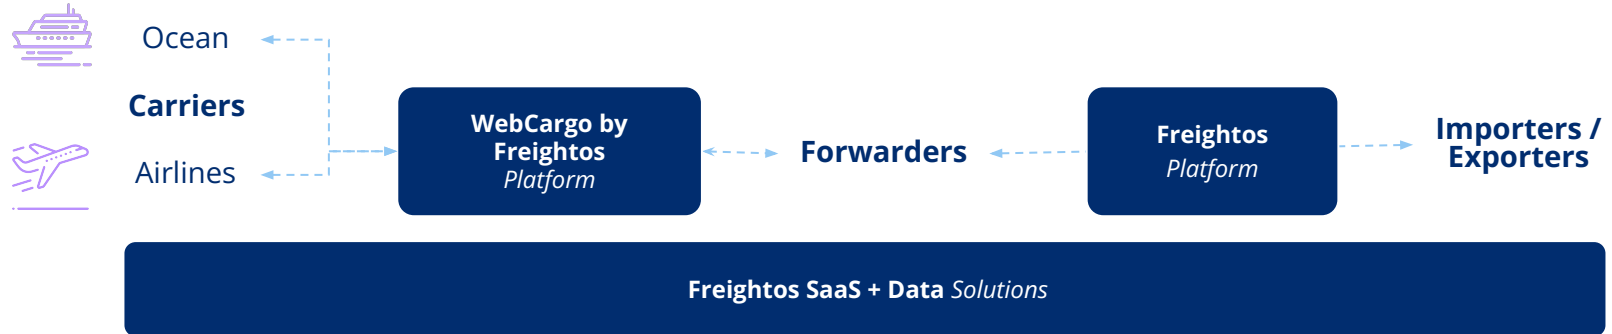 Ocean
Carriers
Airlines
WebCargo by
Freightos
Platform
Forwarders
Freightos
Platform
Importers /
Exporters
Freightos SaaS + Data Solutions